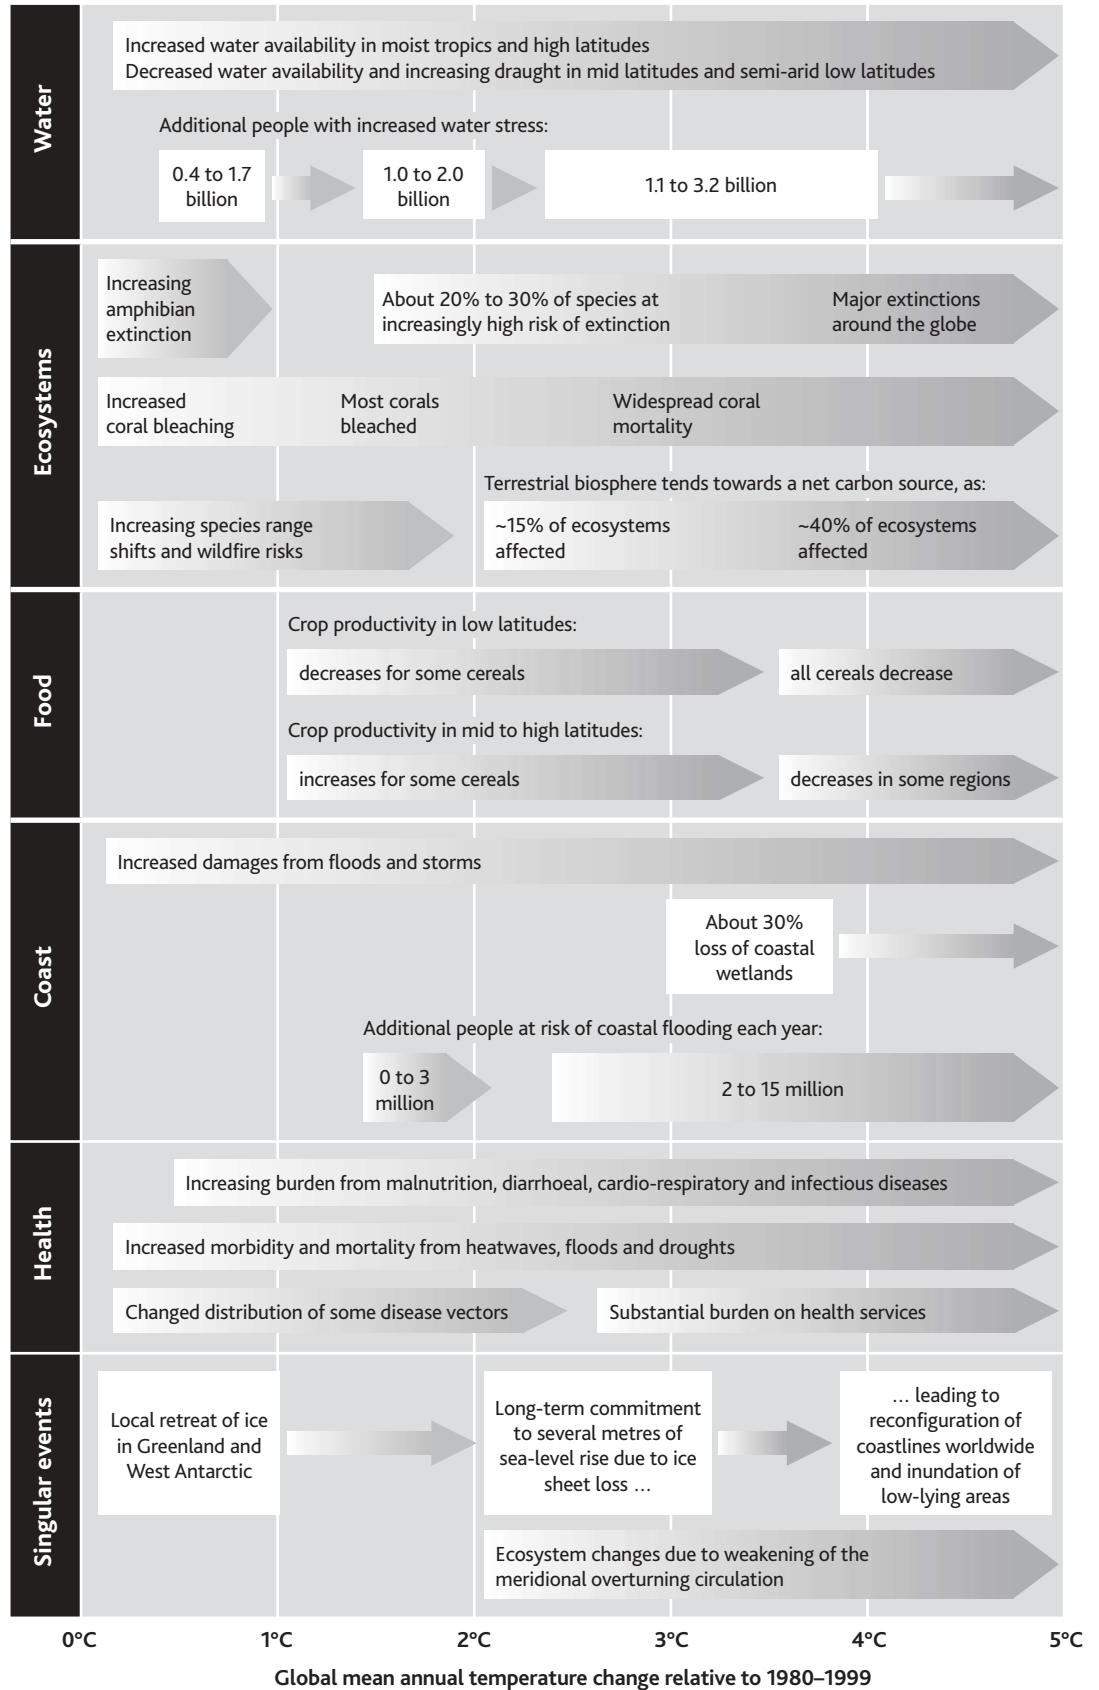 Water
Increased water availability in moist tropics and high latitudes
Decreased water availability and increasing draught in mid latitudes and semi-arid low latitudes
Additional people with increased water stress:
0.4 to 1.7
billion
1.0 to 2.0
billion
1.1 to 3.2 billion
Ecosystems
Increasing
amphibian
extinction
About 20% to 30% of species at
increasingly high risk of extinction
Major extinctions
around the globe
Increased
coral bleaching
Most corals
bleached
Widespread coral
mortality
Terrestrial biosphere tends towards a net carbon source, as:
Increasing species range
shifts and wildfire risks
~15% of ecosystems
affected
~40% of ecosystems
affected
Food
Crop productivity in low latitudes:
decreases for some cereals
all cereals decrease
Crop productivity in mid to high latitudes:
increases for some cereals
decreases in some regions
Coast
Increased damages from floods and storms
About 30%
loss of coastal
wetlands
Additional people at risk of coastal flooding each year:
0 to 3
million
2 to 15 million
Health
Increasing burden from malnutrition, diarrhoeal, cardio-respiratory and infectious diseases
Increased morbidity and mortality from heatwaves, floods and droughts
Changed distribution of some disease vectors
Substantial burden on health services
Singular events
Local retreat of ice
in Greenland and
West Antarctic
Long-term commitment
to several metres of
sea-level rise due to ice
sheet loss …
… leading to
reconfiguration of
coastlines worldwide
and inundation of
low-lying areas
Ecosystem changes due to weakening of the
meridional overturning circulation
0°C 1°C 2°C 3°C 4°C 5°C
Global mean annual temperature change relative to 1980–1999